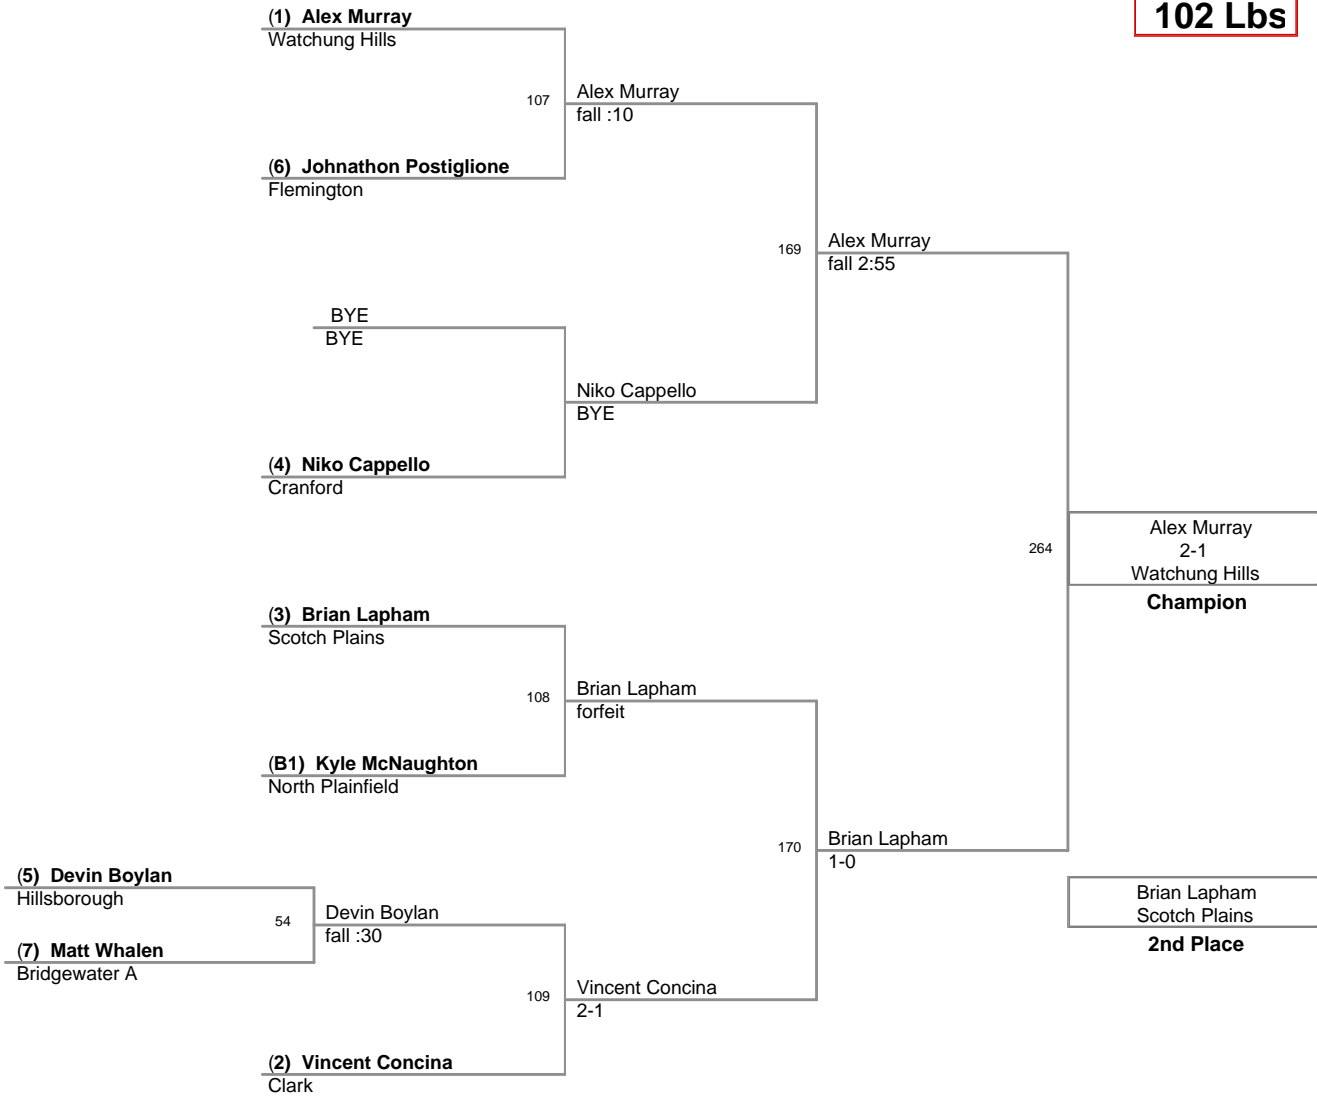 102 Lbs
(1) Alex Murray
Watchung Hills
107
Alex Murray
fall :10
(6) Johnathon Postiglione
Flemington
169
Alex Murray
fall 2:55
BYE
BYE
Niko Cappello
BYE
(4) Niko Cappello
Cranford
264
Alex Murray
2-1
Watchung Hills
Champion
(3) Brian Lapham
Scotch Plains
108
Brian Lapham
forfeit
(B1) Kyle McNaughton
North Plainfield
170
Brian Lapham
1-0
(5) Devin Boylan
Hillsborough
54
Devin Boylan
fall :30
(7) Matt Whalen
Bridgewater A
109
Vincent Concina
2-1
(2) Vincent Concina
Clark
Brian Lapham
Scotch Plains
2nd Place